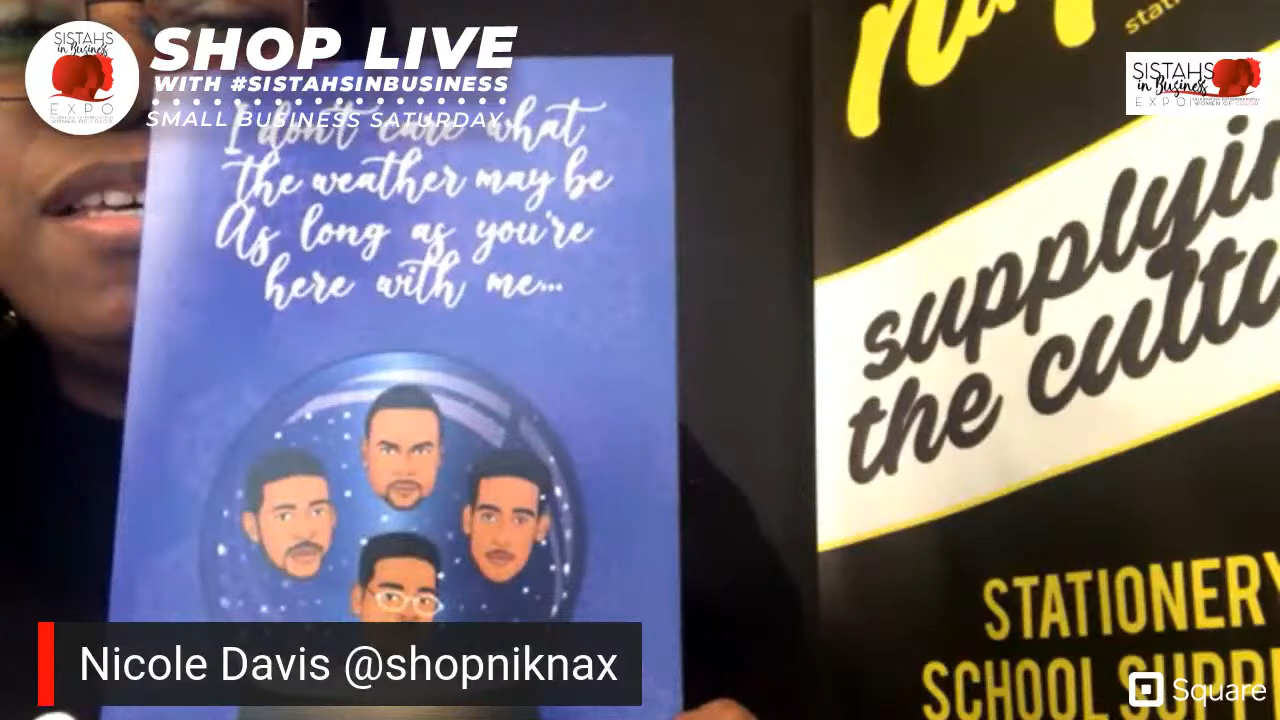 SISTAHS
in Business
EXPO
SHOP LIVE
WITH #SISTAHSINBUSINESS
SMALL BUSINESS SATURDAY
I don't care what
the weather may be
As long as you're
here with me...
SISTAHS
in Business
EXPO
supplyin
the cultu
STATIONERY
SCHOOL SUPP
Nicole Davis @shopniknax
Square